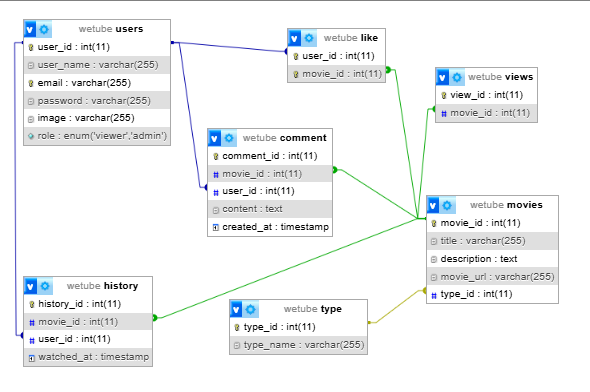 wetube users
user_id : int(11)
user_name : varchar(255)
email : varchar(255)
password : varchar(255)
image : varchar(255)
role : enum('viewer','admin')
wetube like
user_id : int(11)
movie_id : int(11)
wetube views
view_id : int(11)
movie_id : int(11)
wetube comment
comment_id : int(11)
movie_id : int(11)
user_id : int(11)
content : text
created_at : timestamp
wetube movies
movie_id : int(11)
title : varchar(255)
description : text
movie_url : varchar(255)
type_id : int(11)
wetube history
history_id : int(11)
movie_id : int(11)
user_id : int(11)
watched_at : timestamp
wetube type
type_id : int(11)
type_name : varchar(255)